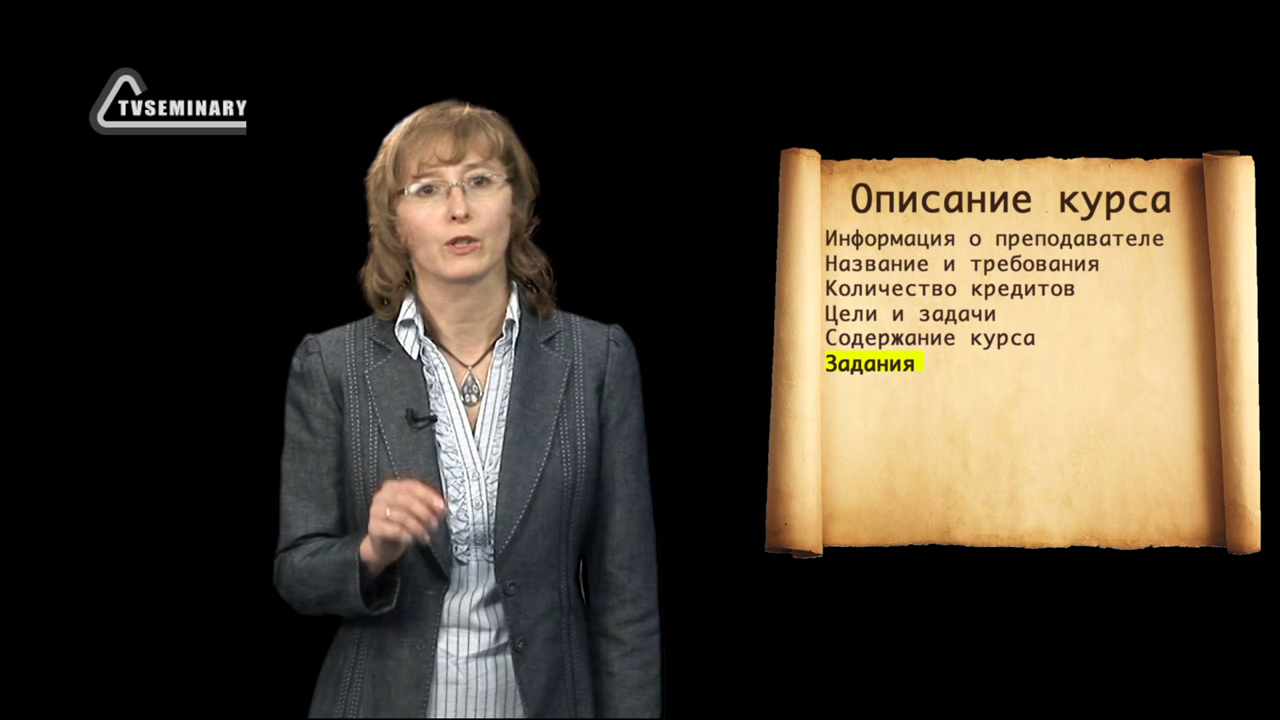 TVSEMINARY
Описание курса
Информация о преподавателе
Название и требования
Количество кредитов
Цели и задачи
Содержание курса
Задания